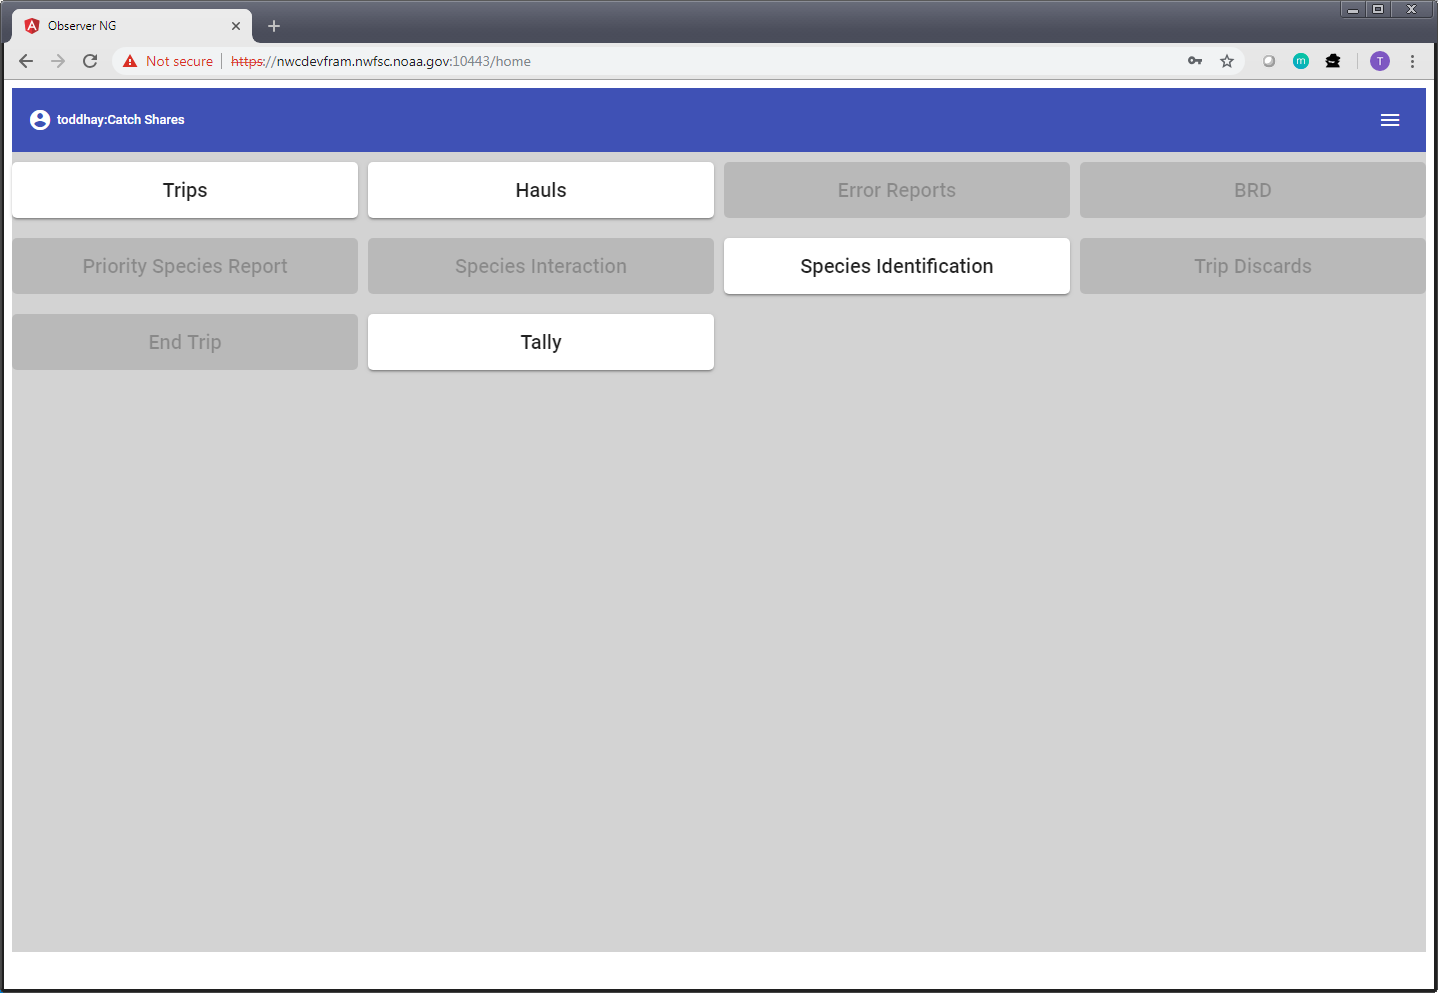 Observer NG
Not secure https://nwcdevfram.nwfsc.noaa.gov:10443/home
m
T
toddhay:Catch Shares
Trips Hauls Error Reports BRD
Priority Species Report Species Interaction Species Identification Trip Discards
End Trip Tally